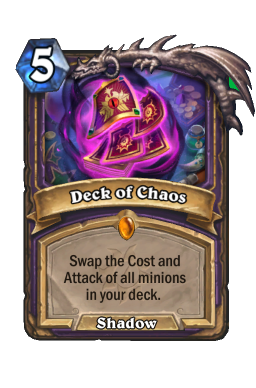 5
Deck of Chaos
Swap the Cost and
Attack of all minions
in your deck.
Shadow